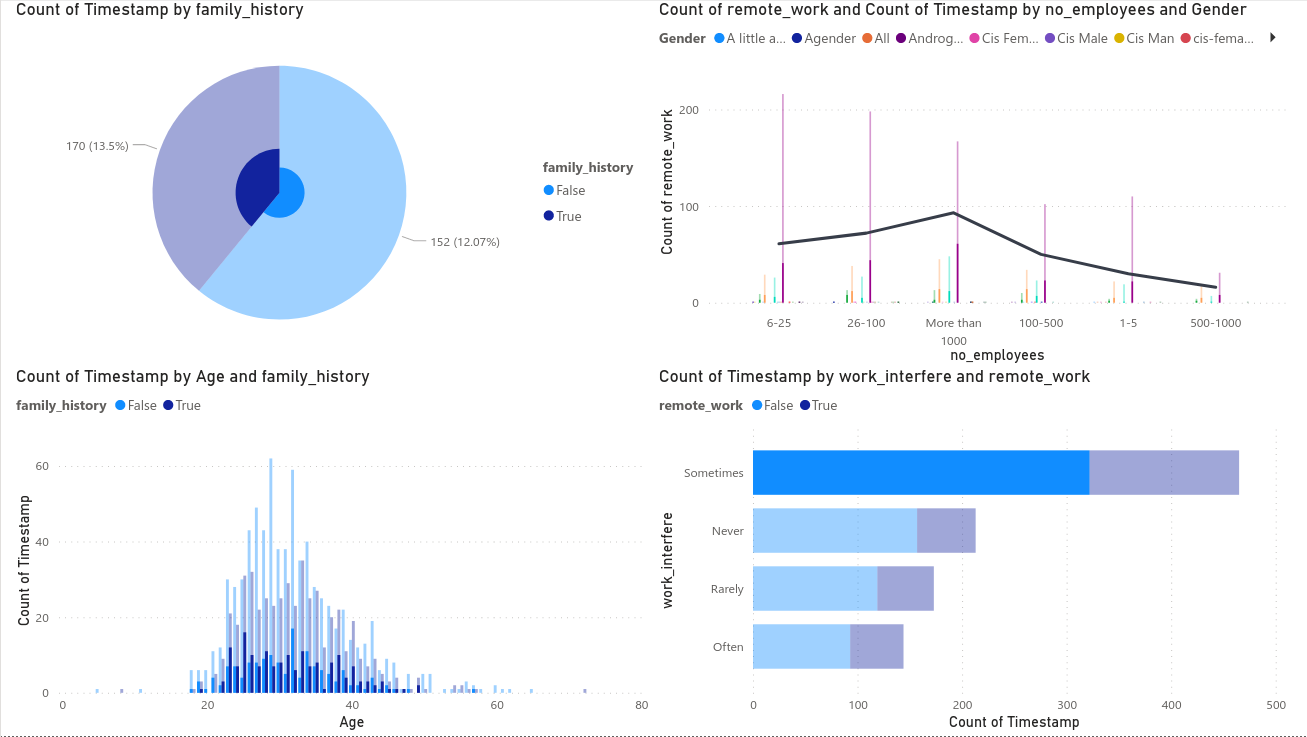 Count of Timestamp by family_history
170 (13.5%)
152 (12.07%)
family_history
False
True
Count of remote_work and Count of Timestamp by no_employees and Gender
Gender A little a... Agender All Androg... Cis Fem... Cis Male Cis Man cis-fema...
Count of remote_work
200
100
0
6-25 26-100 More than 1000 100-500 1-5 500-1000
no_employees
Count of Timestamp by Age and family_history
family_history False True
Count of Timestamp
60
40
20
0
0 20 40 60 80
Age
Count of Timestamp by work_interfere and remote_work
remote_work False True
work_interfere
Sometimes
Never
Rarely
Often
0 100 200 300 400 500
Count of Timestamp